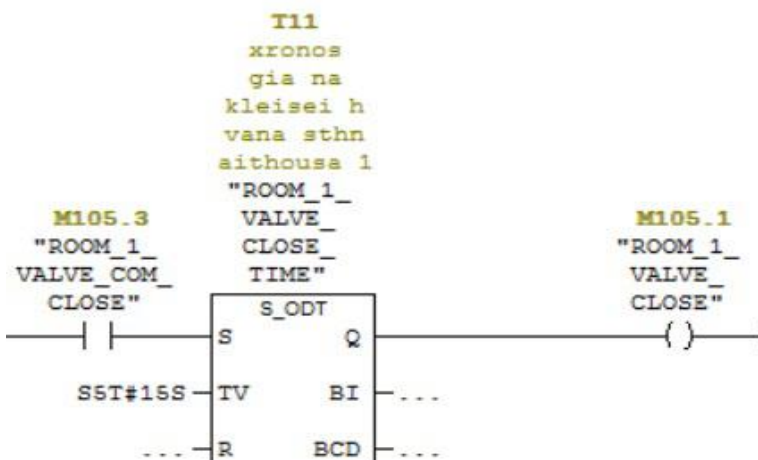 T11
xronos
gia na
kleisei h
vana sthn
aithousa 1
"ROOM_1_
VALVE_
CLOSE_
TIME"
M105.3
"ROOM_1_
VALVE_COM_
CLOSE"
M105.1
"ROOM_1_
VALVE_
CLOSE"
S_ODT
S Q
S5T#15S TV BI ...
... R BCD ...